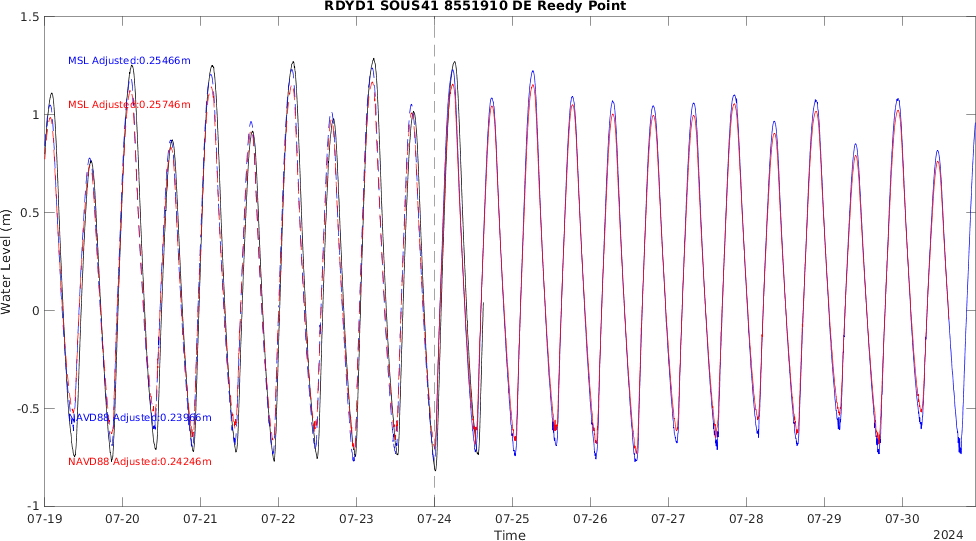 RDYD1 SOUS41 8551910 DE Reedy Point
1.5
MSL Adjusted:0.25466m
MSL Adjusted:0.25746m
1
0.5
Water Level (m)
0
-0.5
NAVD88 Adjusted:0.23966m
NAVD88 Adjusted:0.24246m
-1
07-19 07-20 07-21 07-22 07-23 07-24 07-25 07-26 07-27 07-28 07-29 07-30
Time
2024